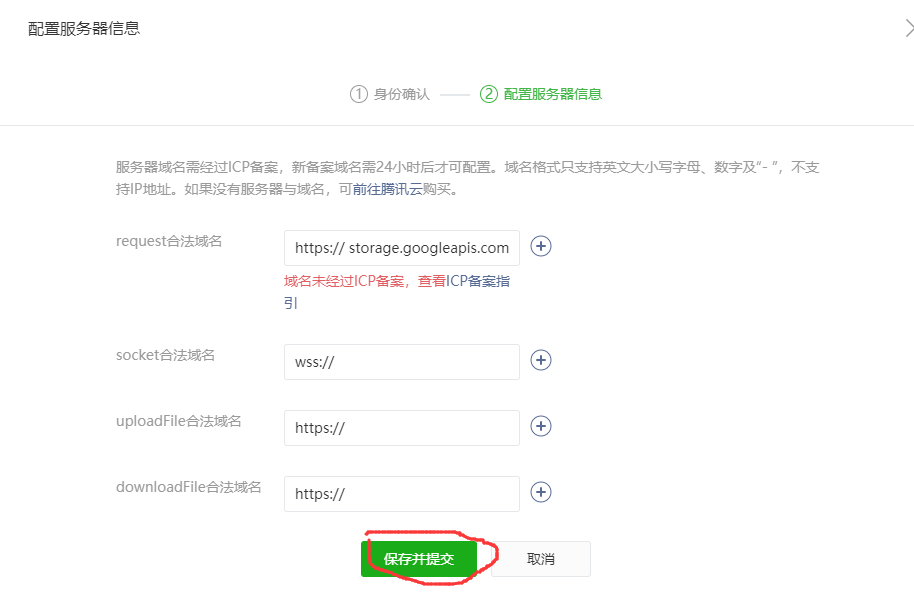 配置服务器信息
① 身份确认 ② 配置服务器信息
服务器域名需经过ICP备案，新备案域名需24小时后才可配置。域名格式只支持英文大小写字母、数字及“- ”，不支
持IP地址。如果没有服务器与域名，可前往腾讯云购买。
request合法域名
https:// storage.googleapis.com
域名未经过ICP备案，查看ICP备案指
引
socket合法域名
wss://
uploadFile合法域名
https://
downloadFile合法域名
https://
保存并提交 取消